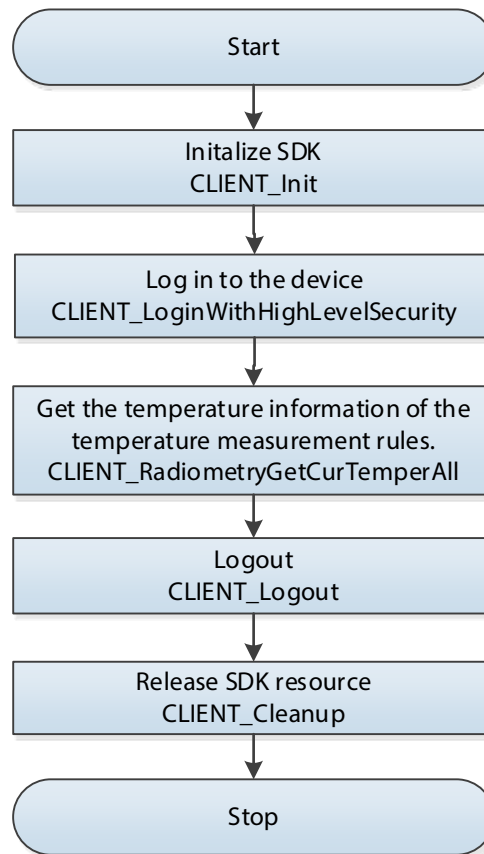 Start
Initalize SDK
CLIENT_Init
Log in to the device
CLIENT_LoginWithHighLevelSecurity
Get the temperature information of the
temperature measurement rules.
CLIENT_RadiometryGetCurTemperAll
Logout
CLIENT_Logout
Release SDK resource
CLIENT_Cleanup
Stop